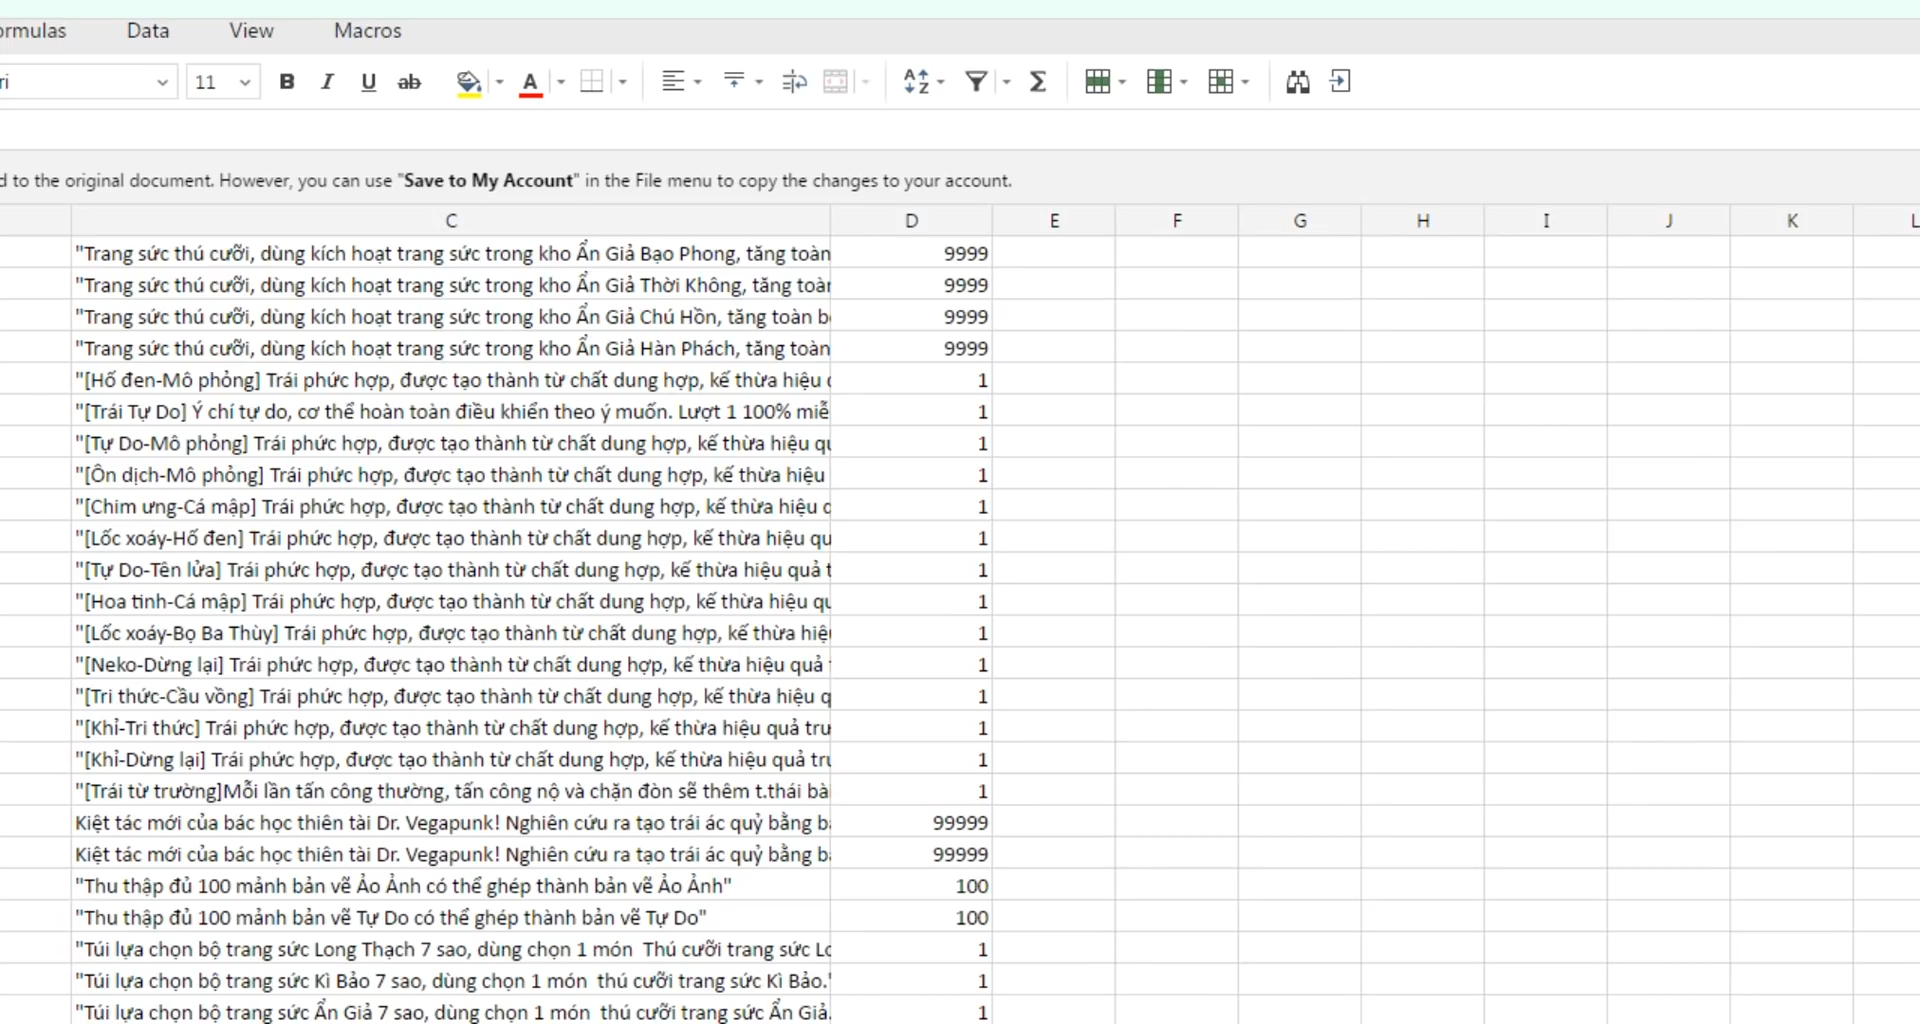 Data View Macros
11 B I U ab A
to the original document. However, you can use "Save to My Account" in the File menu to copy the changes to your account.
C D E F G H I J K L
"Trang sức thú cưỡi, dùng kích hoạt trang sức trong kho Ẩn Giả Bạo Phong, tăng toàn 9999
"Trang sức thú cưỡi, dùng kích hoạt trang sức trong kho Ẩn Giả Thời Không, tăng toàn 9999
"Trang sức thú cưỡi, dùng kích hoạt trang sức trong kho Ẩn Giả Chú Hồn, tăng toàn 9999
"Trang sức thú cưỡi, dùng kích hoạt trang sức trong kho Ẩn Giả Hàn Phách, tăng toàn 9999
"[Hố đen-Mô phỏng] Trái phức hợp, được tạo thành từ chất dung hợp, kế thừa hiệu 1
"[Trái Tự Do] Ý chí tự do, cơ thể hoàn toàn điều khiển theo ý muốn. Lượt 1 100% miễ 1
"[Tự Do-Mô phỏng] Trái phức hợp, được tạo thành từ chất dung hợp, kế thừa hiệu 1
"[Ôn dịch-Mô phỏng] Trái phức hợp, được tạo thành từ chất dung hợp, kế thừa hiệu 1
"[Chim ưng-Cá mập] Trái phức hợp, được tạo thành từ chất dung hợp, kế thừa hiệu 1
"[Lốc xoáy-Hố đen] Trái phức hợp, được tạo thành từ chất dung hợp, kế thừa hiệu 1
"[Tự Do-Tên lửa] Trái phức hợp, được tạo thành từ chất dung hợp, kế thừa hiệu quả 1
"[Hoa tinh-Cá mập] Trái phức hợp, được tạo thành từ chất dung hợp, kế thừa hiệu 1
"[Lốc xoáy-Bọ Ba Thùy] Trái phức hợp, được tạo thành từ chất dung hợp, kế thừa 1
"[Neko-Dừng lại] Trái phức hợp, được tạo thành từ chất dung hợp, kế thừa hiệu quả 1
"[Tri thức-Cầu vồng] Trái phức hợp, được tạo thành từ chất dung hợp, kế thừa hiệu 1
"[Khỉ-Tri thức] Trái phức hợp, được tạo thành từ chất dung hợp, kế thừa hiệu quả 1
"[Khỉ-Dừng lại] Trái phức hợp, được tạo thành từ chất dung hợp, kế thừa hiệu quả 1
"[Trái từ trường]Mỗi lần tấn công thường, tấn công nộ và chặn đòn sẽ thêm t.thái 1
Kiệt tác mới của bác học thiên tài Dr. Vegapunk! Nghiên cứu ra tạo trái ác quỷ bằng 99999
Kiệt tác mới của bác học thiên tài Dr. Vegapunk! Nghiên cứu ra tạo trái ác quỷ bằng 99999
"Thu thập đủ 100 mảnh bản vẽ Ảo Ảnh có thể ghép thành bản vẽ Ảo Ảnh" 100
"Thu thập đủ 100 mảnh bản vẽ Tự Do có thể ghép thành bản vẽ Tự Do" 100
"Túi lựa chọn bộ trang sức Long Thạch 7 sao, dùng chọn 1 món Thú cưỡi trang sức 1
"Túi lựa chọn bộ trang sức Kì Bảo 7 sao, dùng chọn 1 món thú cưỡi trang sức Kì Bảo." 1
"Túi lựa chọn bộ trang sức Ẩn Giả 7 sao, dùng chọn 1 món thú cưỡi trang sức Ẩn Giả. 1